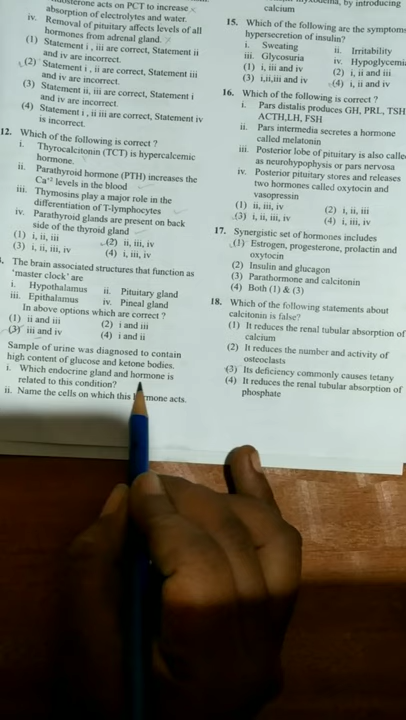 acts on PCT to increase
absorption of electrolytes and water.
iv. Removal of pituitary affects levels of all
hormones from adrenal gland.
(1) Statement i , iii are correct, Statement ii
and iv are incorrect.
(2) Statement i , ii are correct, Statement iii
and iv are incorrect.
(3) Statement ii, iii are correct, Statement i
and iv are incorrect.
(4) Statement i , ii iii are correct, Statement iv
is incorrect.
12. Which of the following is correct ?
i. Thyrocalcitonin (TCT) is hypercalcemic
hormone.
ii. Parathyroid hormone (PTH) increases the
Ca+2 levels in the blood
iii. Thymosins play a major role in the
differentiation of T-lymphocytes
iv. Parathyroid glands are present on back
side of the thyroid gland
(1) i, ii, iii (2) ii, iii, iv
(3) i, ii, iii, iv (4) i, iii, iv
The brain associated structures that function as
'master clock' are
i. Hypothalamus ii. Pituitary gland
iii. Epithalamus iv. Pineal gland
In above options which are correct ?
(1) ii and iii (2) i and iii
(3) iii and iv (4) i and ii
Sample of urine was diagnosed to contain
high content of glucose and ketone bodies.
i. Which endocrine gland and hormone is
related to this condition?
ii. Name the cells on which this acts.
by introducing
calcium
15. Which of the following are the symptoms
hypersecretion of insulin?
i. Sweating ii. Irritability
iii. Glycosuria iv.
(1) i, iii and iv (2) i, ii and iii
(3) i,ii,iii and iv (4) i, ii and iv
16. Which of the following is correct ?
i. Pars distalis produces GH, PRL, TSH
ACTH,LH, FSH
ii. Pars intermedia secretes a hormone
called melatonin
iii. Posterior lobe of pituitary is also
as neurohypophysis or pars nervosa
iv. Posterior pituitary stores and releases
two hormones called oxytocin and
vasopressin
(1) ii, iii, iv (2) i, ii, iii
(3) i, ii, iii, iv (4) i, iii, iv
17. Synergistic set of hormones includes
(1) Estrogen, progesterone, prolactin and
oxytocin
(2) Insulin and glucagon
(3) Parathormone and calcitonin
(4) Both (1) & (3)
18. Which of the following statements about
calcitonin is false?
(1) It reduces the renal tubular absorption of
calcium
(2) It reduces the number and activity of
osteoclasts
(3) Its deficiency commonly causes tetany
(4) It reduces the renal tubular absorption of
phosphate